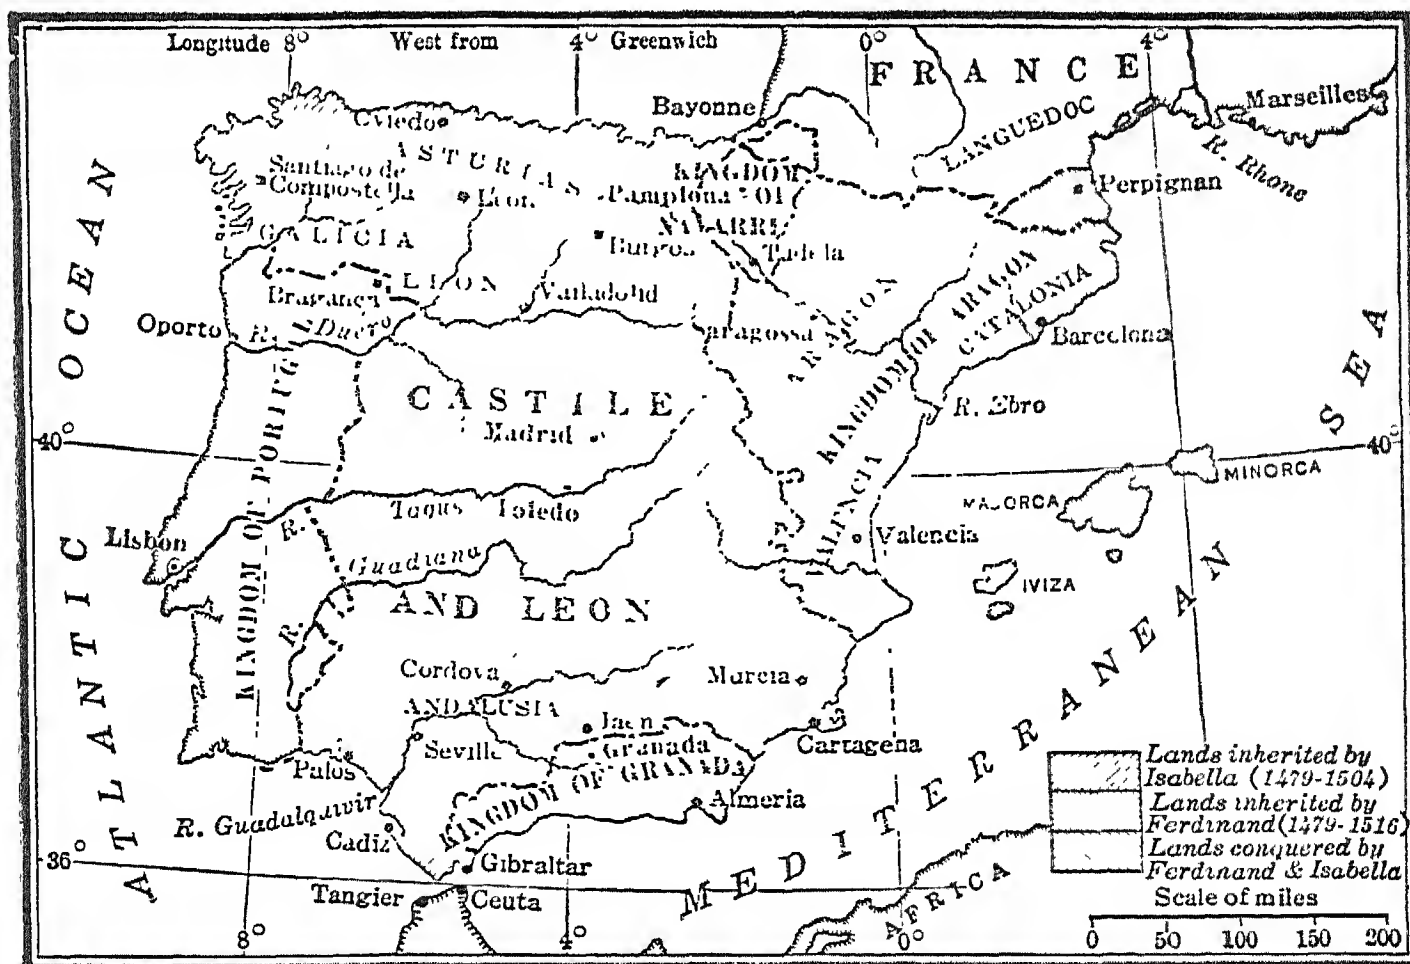 Longitude 8° West from 4° Greenwich 0° 4°
FRANCE
Bayonne
LANGUEDOC
Marseilles
R. Rhone
Oviedo
ASTURIAS
Santiago de
Compostella
Leon
KINGDOM
Pamplona OF
NAVARRE
Perpignan
GALICIA
Burgos
Tudela
LEON
Bragança
Valladolid
ARAGON
KINGDOM OF ARAGON
CATALONIA
Oporto
R. Duero
aragossa
Barcelona
CASTILE
R. Ebro
Madrid
40°
40°
KINGDOM OF PORTUGAL
MINORCA
MAJORCA
R. Tagus Toledo
VALENCIA
Valencia
Lisbon
R. Guadiana
IVIZA
AND LEON
Cordova
Murcia
ANDALUSIA
Jaen
Seville
Granada
Cartagena
Palos
KINGDOM OF GRANADA
Almeria
R. Guadalquivir
Cadiz
36°
Gibraltar
Tangier
Ceuta
AFRICA
ATLANTIC OCEAN
MEDITERRANEAN SEA
8° 4° 0°
Lands inherited by
Isabella (1479-1504)
Lands inherited by
Ferdinand (1479-1516)
Lands conquered by
Ferdinand & Isabella
Scale of miles
0 50 100 150 200